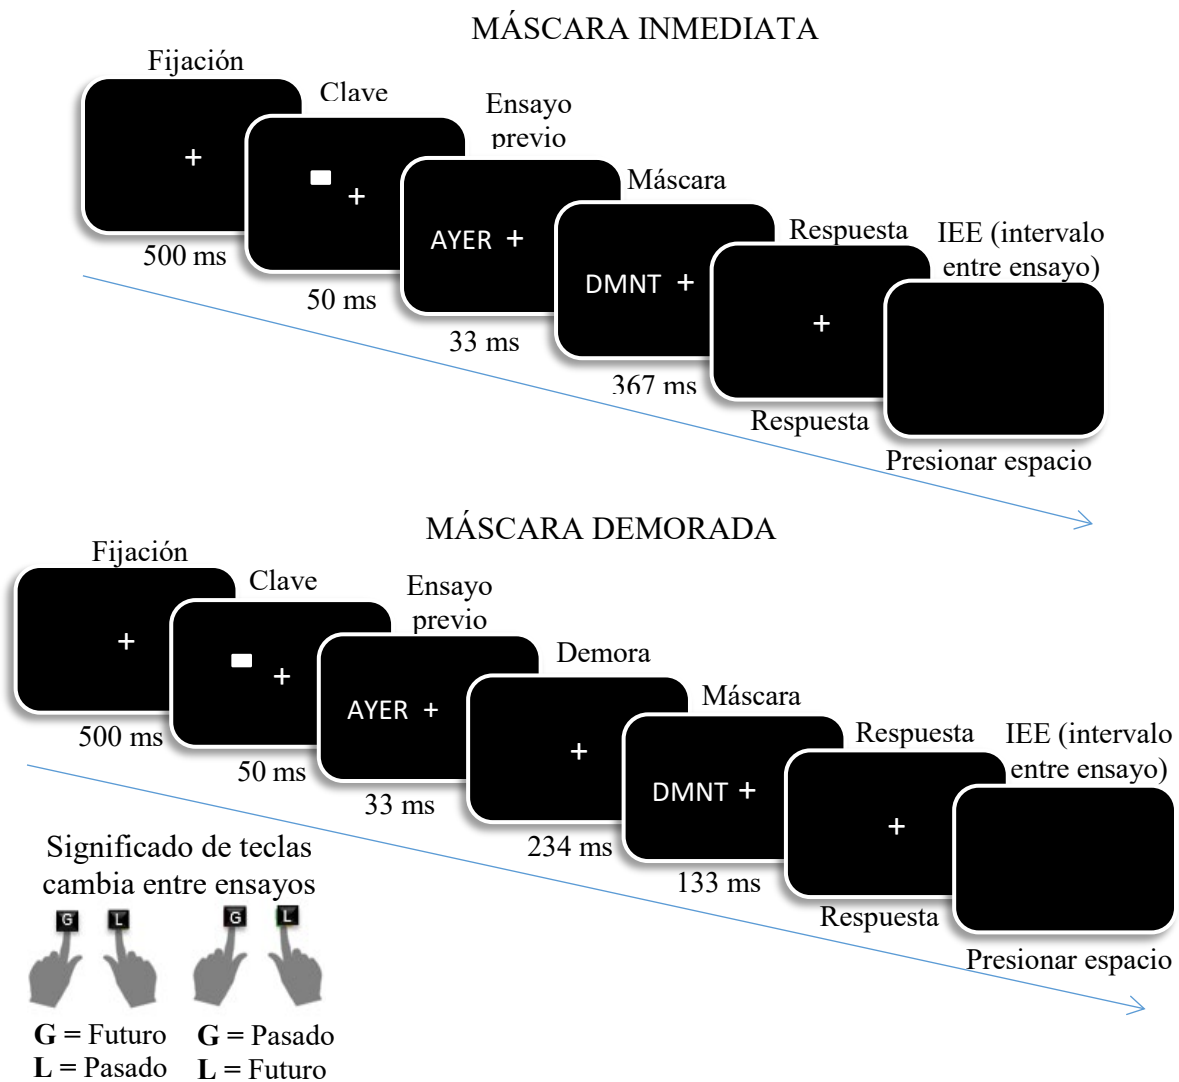 MÁSCARA INMEDIATA
Fijación
+
500 ms
Clave
+
50 ms
Ensayo
previo
AYER +
33 ms
Máscara
DMNT +
367 ms
Respuesta
+
Respuesta
IEE (intervalo
entre ensayo)
Presionar espacio
MÁSCARA DEMORADA
Fijación
+
500 ms
Clave
+
50 ms
Ensayo
previo
AYER +
33 ms
Demora
+
234 ms
Máscara
DMNT +
133 ms
Respuesta
+
Respuesta
IEE (intervalo
entre ensayo)
Presionar espacio
Significado de teclas
cambia entre ensayos
G L G L
G = Futuro
L = Pasado
G = Pasado
L = Futuro